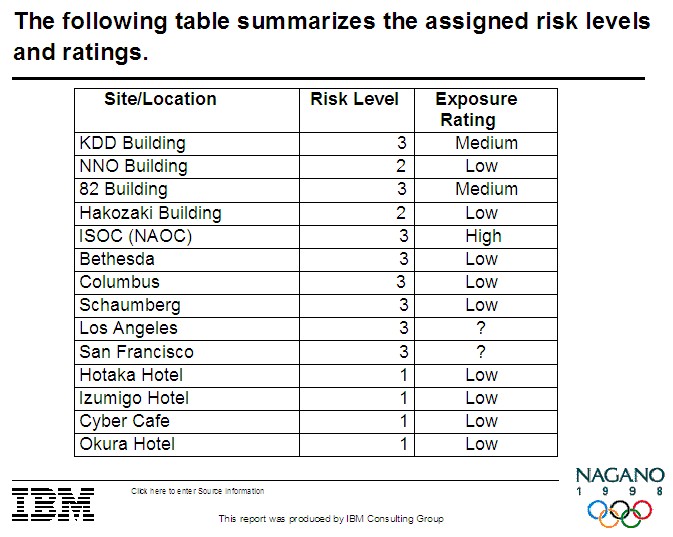 The following table summarizes the assigned risk levels
and ratings.
Site/Location Risk Level Exposure
Rating
KDD Building 3 Medium
NNO Building 2 Low
82 Building 3 Medium
Hakozaki Building 2 Low
ISOC (NAOC) 3 High
Bethesda 3 Low
Columbus 3 Low
Schaumberg 3 Low
Los Angeles 3 ?
San Francisco 3 ?
Hotaka Hotel 1 Low
Izumigo Hotel 1 Low
Cyber Cafe 1 Low
Okura Hotel 1 Low
Click here to enter Source Information
IBM
This report was produced by IBM Consulting Group
NAGANO
1998